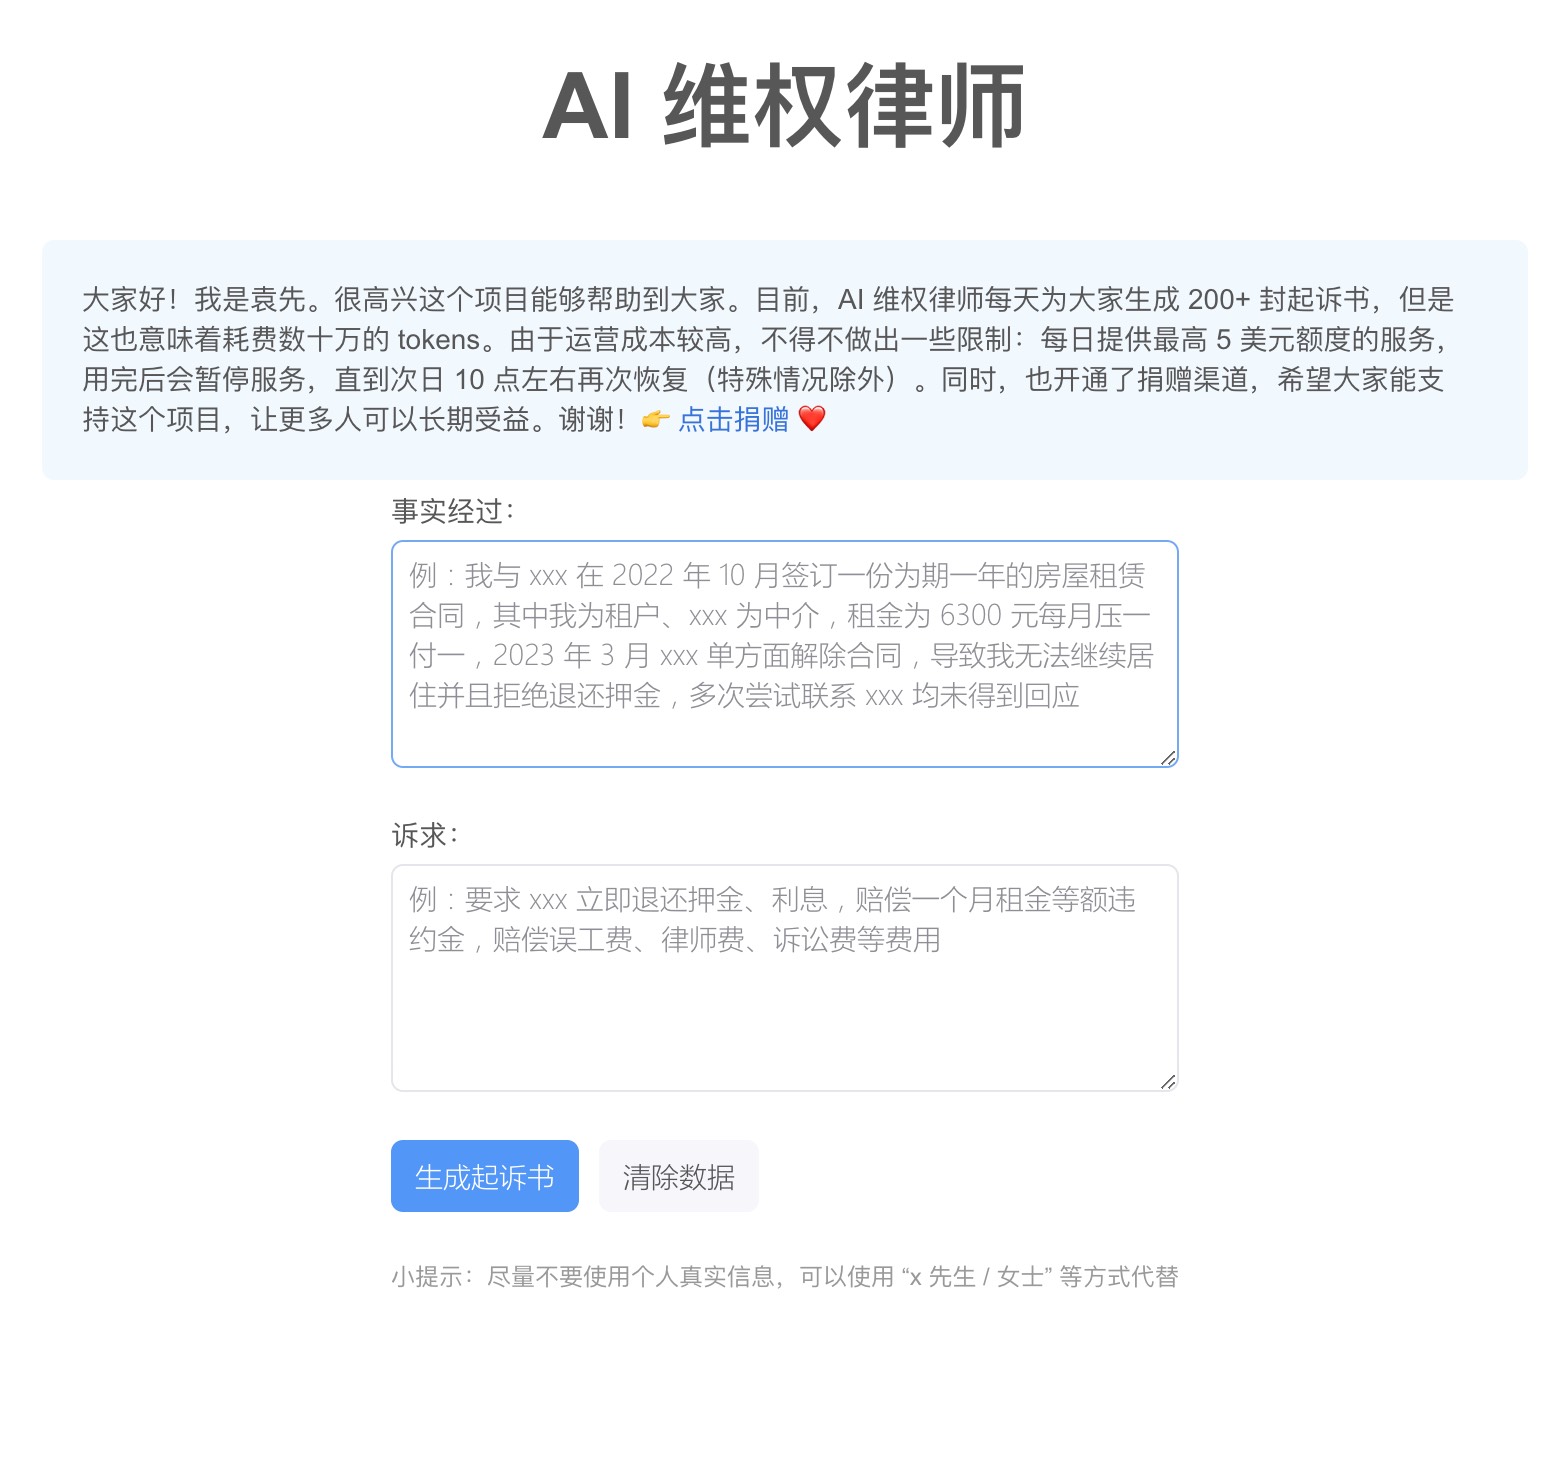 AI 维权律师
大家好！我是袁先。很高兴这个项目能够帮助到大家。目前，AI 维权律师每天为大家生成 200+ 封起诉书，但是
这也意味着耗费数十万的 tokens。由于运营成本较高，不得不做出一些限制：每日提供最高 5 美元额度的服务，
用完后会暂停服务，直到次日 10 点左右再次恢复（特殊情况除外）。同时，也开通了捐赠渠道，希望大家能支
持这个项目，让更多人可以长期受益。谢谢！👉 点击捐赠 ❤️
事实经过：
例：我与 xxx 在 2022 年 10 月签订一份为期一年的房屋租赁
合同，其中我为租户、xxx 为中介，租金为 6300 元每月压一
付一，2023 年 3 月 xxx 单方面解除合同，导致我无法继续居
住并且拒绝退还押金，多次尝试联系 xxx 均未得到回应
诉求：
例：要求 xxx 立即退还押金、利息，赔偿一个月租金等额违
约金，赔偿误工费、律师费、诉讼费等费用
生成起诉书 清除数据
小提示：尽量不要使用个人真实信息，可以使用 “x 先生 / 女士” 等方式代替